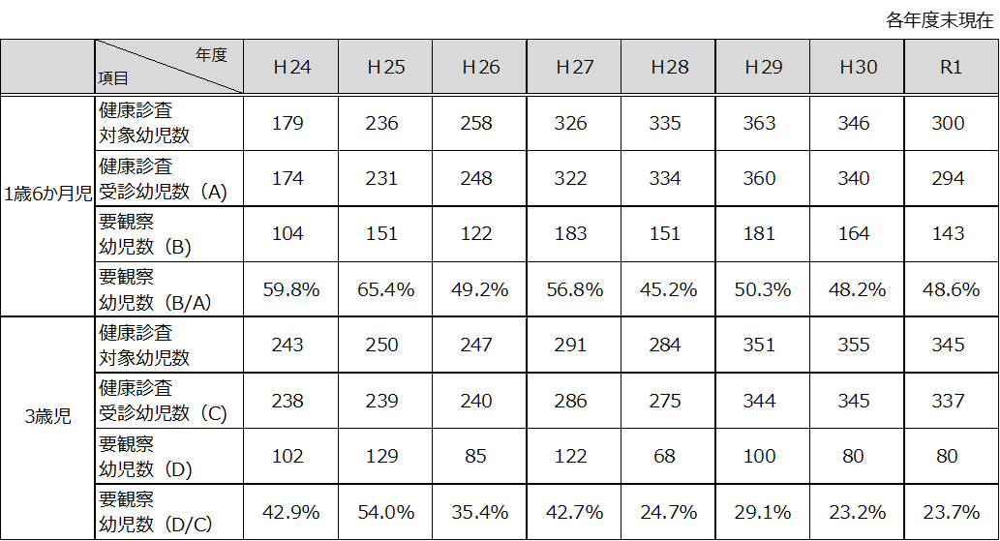 各年度末現在
年度
項目
H24 H25 H26 H27 H28 H29 H30 R1
1歳6か月児
健康診査
対象幼児数 179 236 258 326 335 363 346 300
健康診査
受診幼児数（A) 174 231 248 322 334 360 340 294
要観察
幼児数（B) 104 151 122 183 151 181 164 143
要観察
幼児数（B/A） 59.8% 65.4% 49.2% 56.8% 45.2% 50.3% 48.2% 48.6%
3歳児
健康診査
対象幼児数 243 250 247 291 284 351 355 345
健康診査
受診幼児数（C) 238 239 240 286 275 344 345 337
要観察
幼児数（D) 102 129 85 122 68 100 80 80
要観察
幼児数（D/C） 42.9% 54.0% 35.4% 42.7% 24.7% 29.1% 23.2% 23.7%